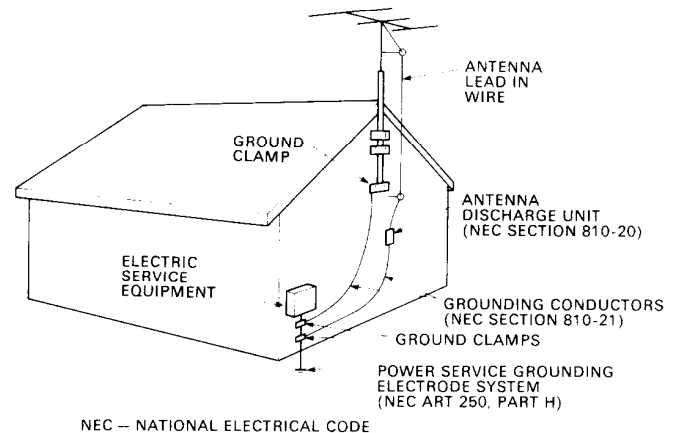 ANTENNA
LEAD IN
WIRE
GROUND
CLAMP
ANTENNA
DISCHARGE UNIT
(NEC SECTION 810-20)
ELECTRIC
SERVICE
EQUIPMENT
GROUNDING CONDUCTORS
(NEC SECTION 810-21)
GROUND CLAMPS
POWER SERVICE GROUNDING
ELECTRODE SYSTEM
(NEC ART 250, PART H)
NEC — NATIONAL ELECTRICAL CODE